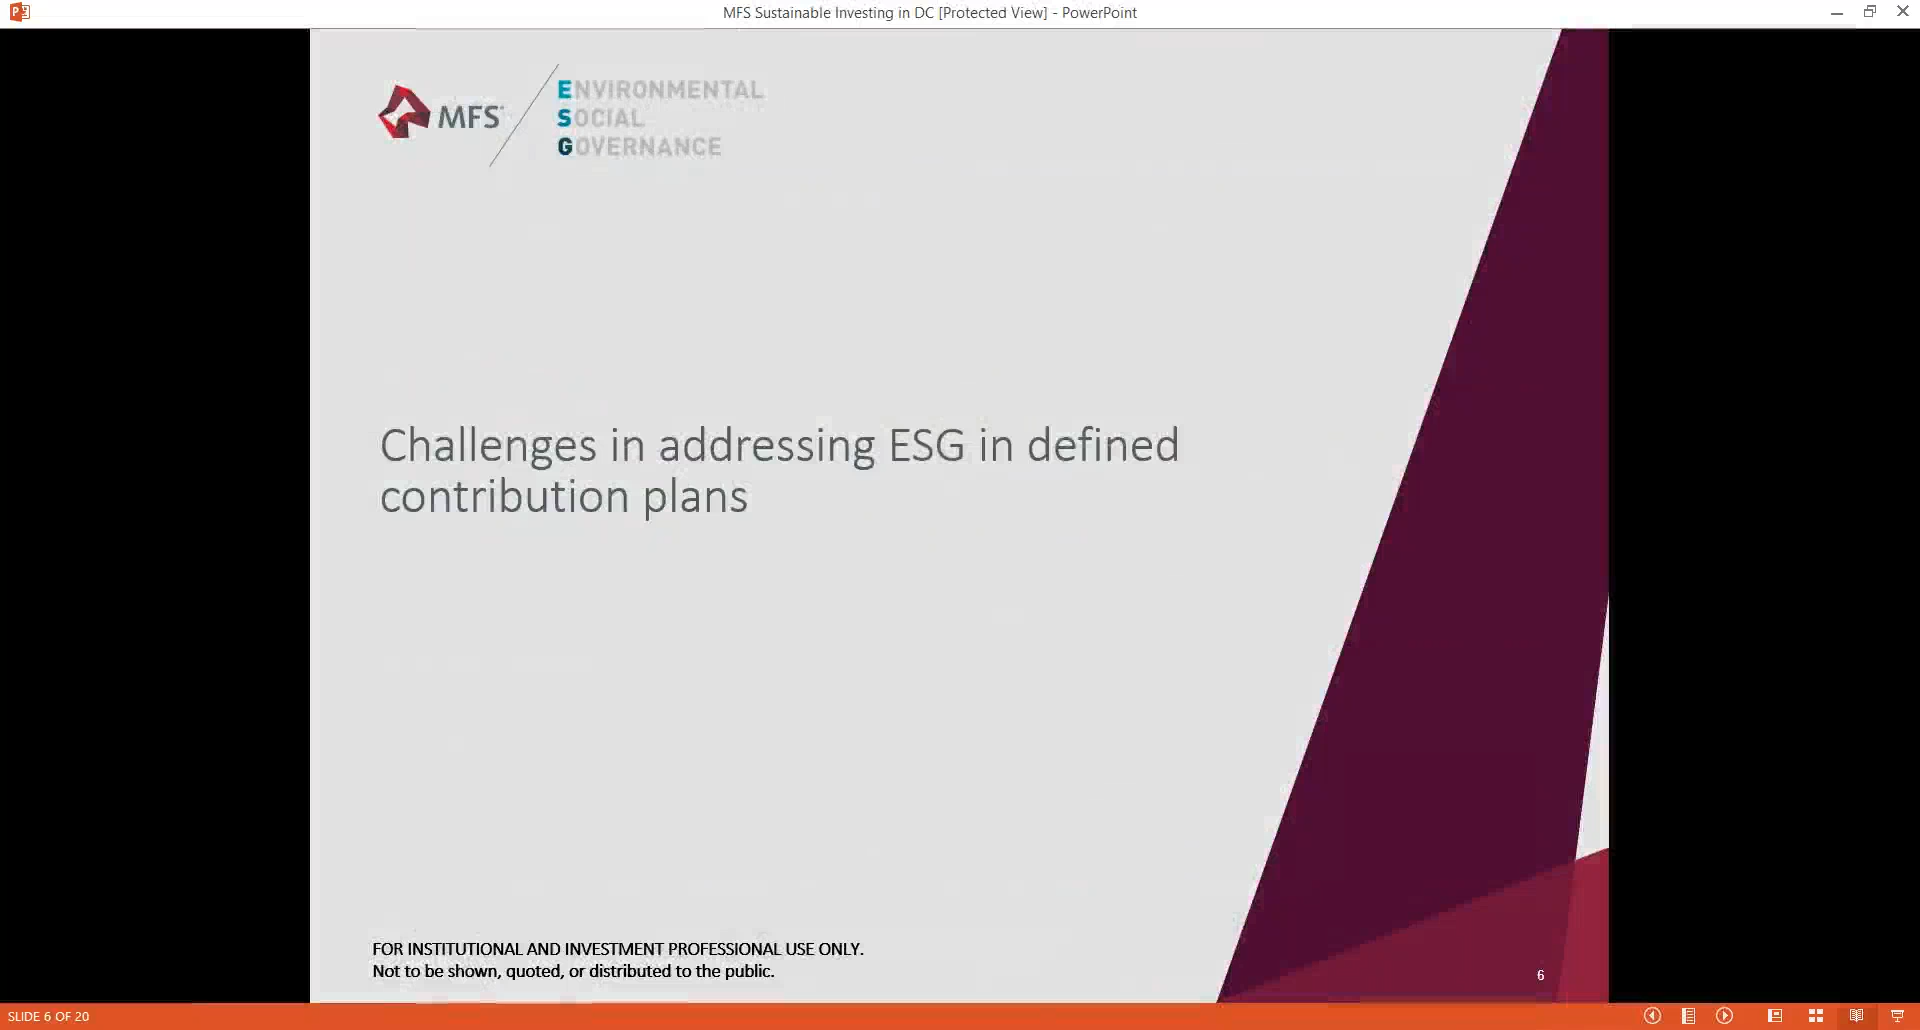 MFS Sustainable Investing in DC [Protected View] - PowerPoint
MFS
ENVIRONMENTAL
SOCIAL
GOVERNANCE
Challenges in addressing ESG in defined
contribution plans
FOR INSTITUTIONAL AND INVESTMENT PROFESSIONAL USE ONLY.
Not to be shown, quoted, or distributed to the public.
6
SLIDE 6 OF 20